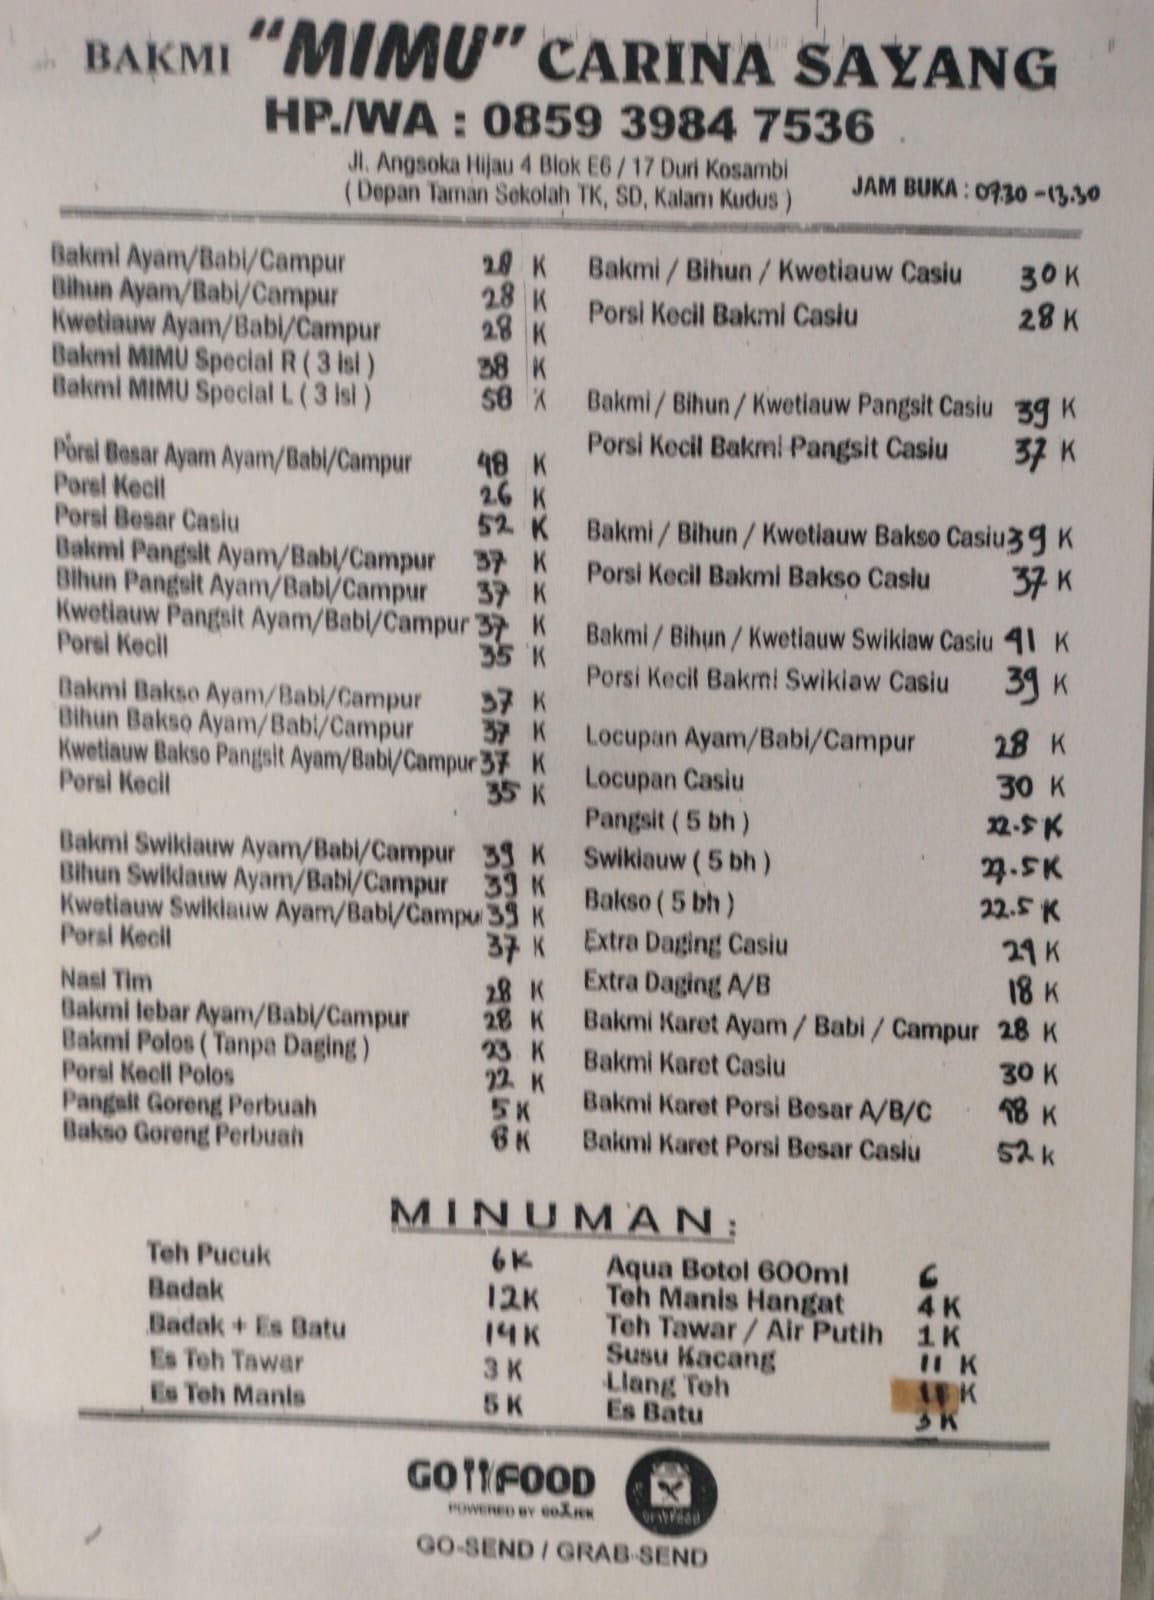 BAKMI "MIMU" CARINA SAYANG
HP./WA : 0859 3984 7536
Jl. Angsoka Hijau 4 Blok E6 / 17 Duri Kosambi
( Depan Taman Sekolah TK, SD, Kalam Kudus )
JAM BUKA : 07.30 - 13.30
Bakmi Ayam/Babi/Campur 28 K
Bihun Ayam/Babi/Campur 28 K
Kwetiauw Ayam/Babi/Campur 28 K
Bakmi MIMU Special R ( 3 isi ) 38 K
Bakmi MIMU Special L ( 3 isi ) 58 K
Porsi Besar Ayam Ayam/Babi/Campur 48 K
Porsi Kecil 26 K
Porsi Besar Casiu 52 K
Bakmi Pangsit Ayam/Babi/Campur 37 K
Bihun Pangsit Ayam/Babi/Campur 37 K
Kwetiauw Pangsit Ayam/Babi/Campur 37 K
Porsi Kecil 35 K
Bakmi Bakso Ayam/Babi/Campur 37 K
Bihun Bakso Ayam/Babi/Campur 37 K
Kwetiauw Bakso Pangsit Ayam/Babi/Campur 37 K
Porsi Kecil 35 K
Bakmi Swikiauw Ayam/Babi/Campur 39 K
Bihun Swikiauw Ayam/Babi/Campur 39 K
Kwetiauw Swikiauw Ayam/Babi/Campu 39 K
Porsi Kecil 37 K
Nasi Tim 28 K
Bakmi lebar Ayam/Babi/Campur 28 K
Bakmi Polos ( Tanpa Daging ) 23 K
Porsi Kecil Polos 22 K
Pangsit Goreng Perbuah 5 K
Bakso Goreng Perbuah 8 K
Bakmi / Bihun / Kwetiauw Casiu 30 K
Porsi Kecil Bakmi Casiu 28 K
Bakmi / Bihun / Kwetiauw Pangsit Casiu 39 K
Porsi Kecil Bakmi Pangsit Casiu 37 K
Bakmi / Bihun / Kwetiauw Bakso Casiu 39 K
Porsi Kecil Bakmi Bakso Casiu 37 K
Bakmi / Bihun / Kwetiauw Swikiaw Casiu 41 K
Porsi Kecil Bakmi Swikiaw Casiu 39 K
Locupan Ayam/Babi/Campur 28 K
Locupan Casiu 30 K
Pangsit ( 5 bh ) 22.5 K
Swikiauw ( 5 bh ) 27.5 K
Bakso ( 5 bh ) 22.5 K
Extra Daging Casiu K
Extra Daging A/B 18 K
Bakmi Karet Ayam / Babi / Campur 28 K
Bakmi Karet Casiu 30 K
Bakmi Karet Porsi Besar A/B/C 48 K
Bakmi Karet Porsi Besar Casiu 52 k
MINUMAN :
Teh Pucuk 6 K
Badak 12 K
Badak + Es Batu 14 K
Es Teh Tawar 3 K
Es Teh Manis 5 K
Aqua Botol 600ml 6
Teh Manis Hangat 4 K
Teh Tawar / Air Putih 1 K
Susu Kacang 11 K
Liang Teh K
Es Batu 3 K
GO FOOD
POWERED BY GOJEK
GrabFood
GO-SEND / GRAB-SEND